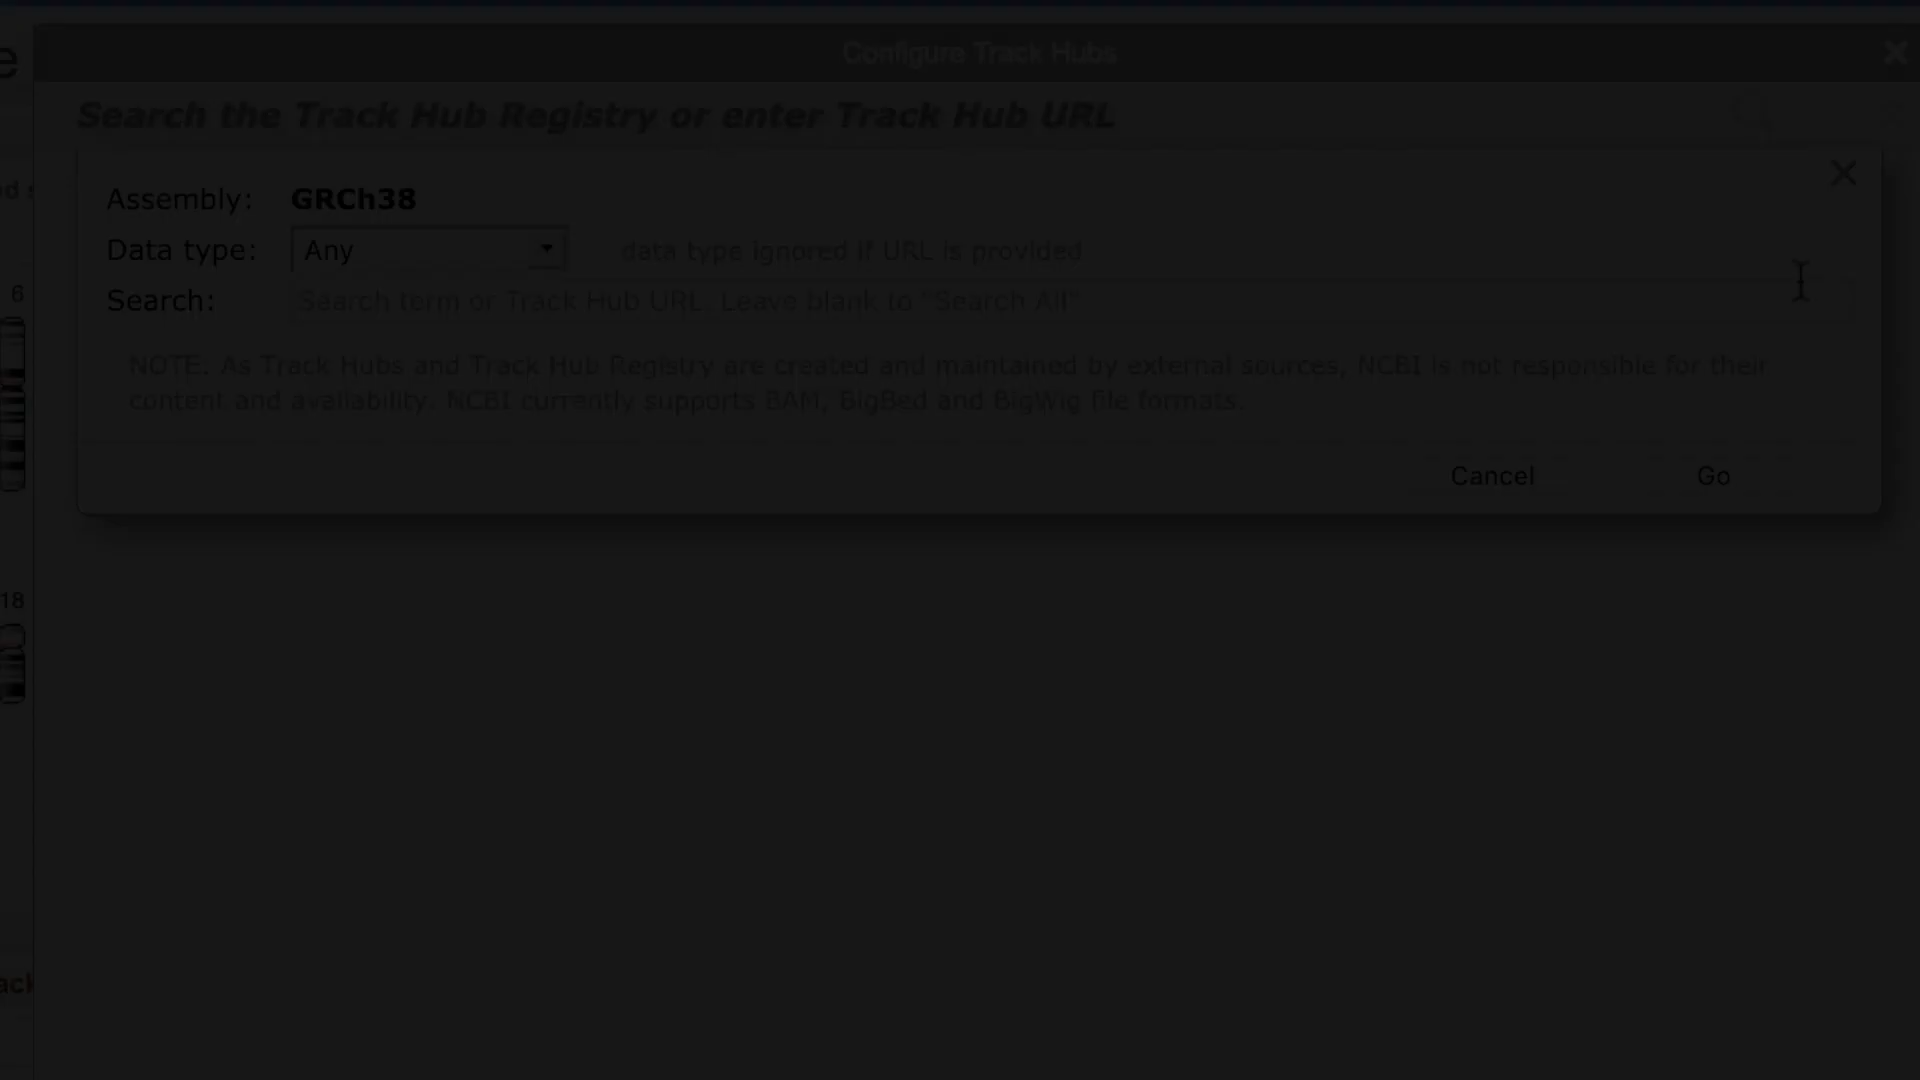 Configure Track Hubs
Search the Track Hub Registry or enter Track Hub URL
Assembly: GRCh38
Data type: Any data type ignored if URL is provided
Search: Search term or Track Hub URL. Leave blank to "Search All"
6
NOTE: As Track Hubs and Track Hub Registry are created and maintained by external sources, NCBI is not responsible for their
content and availability. NCBI currently supports BAM, BigBed and BigWig file formats.
Cancel Go
18